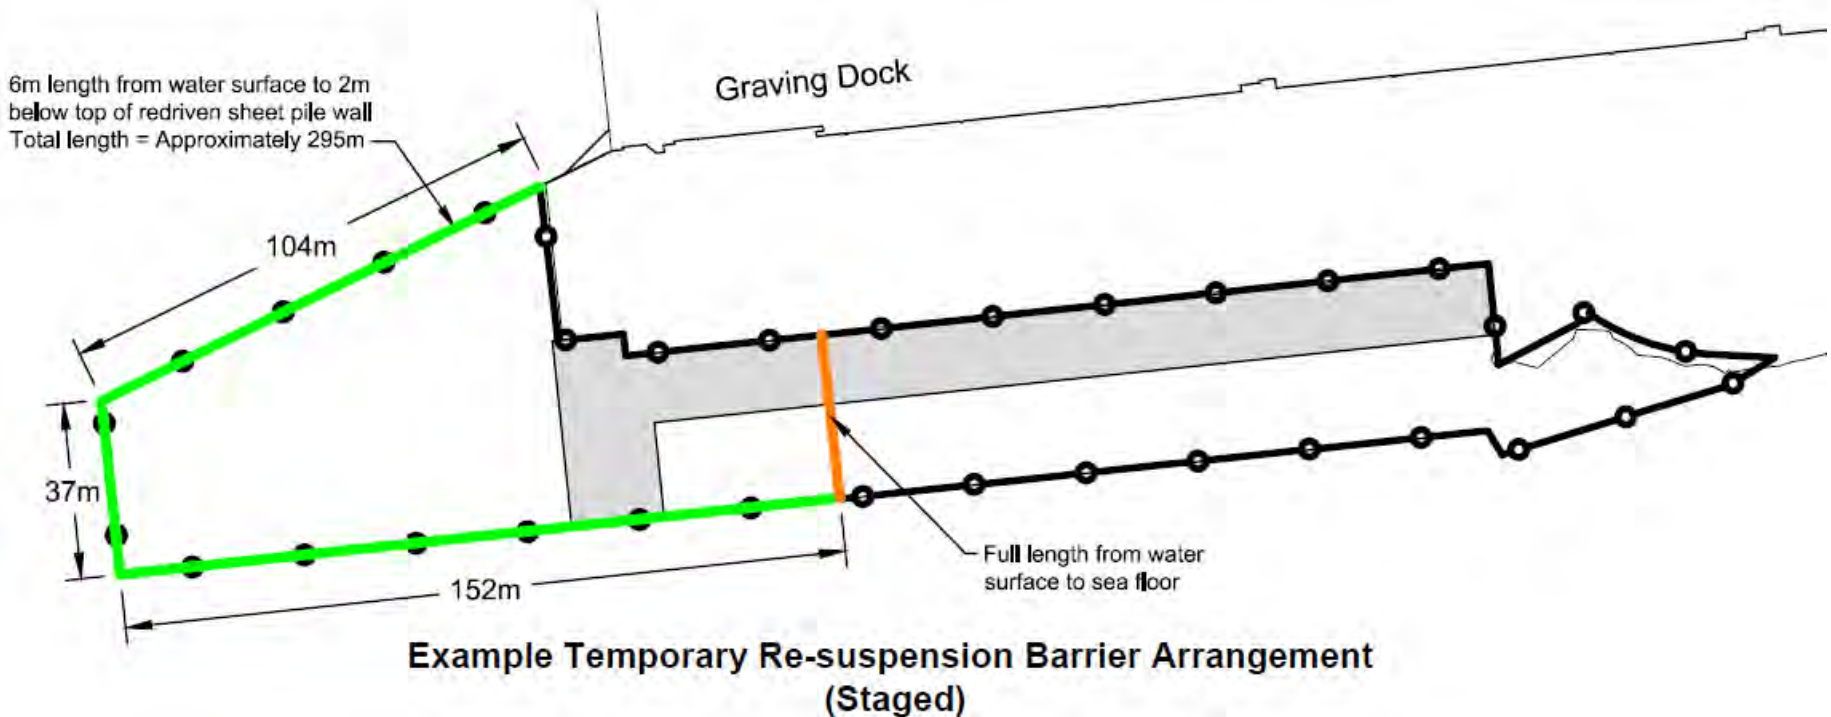 Graving Dock
6m length from water surface to 2m
below top of redriven sheet pile wall
Total length = Approximately 295m
104m
37m
152m
Full length from water
surface to sea floor
Example Temporary Re-suspension Barrier Arrangement
(Staged)